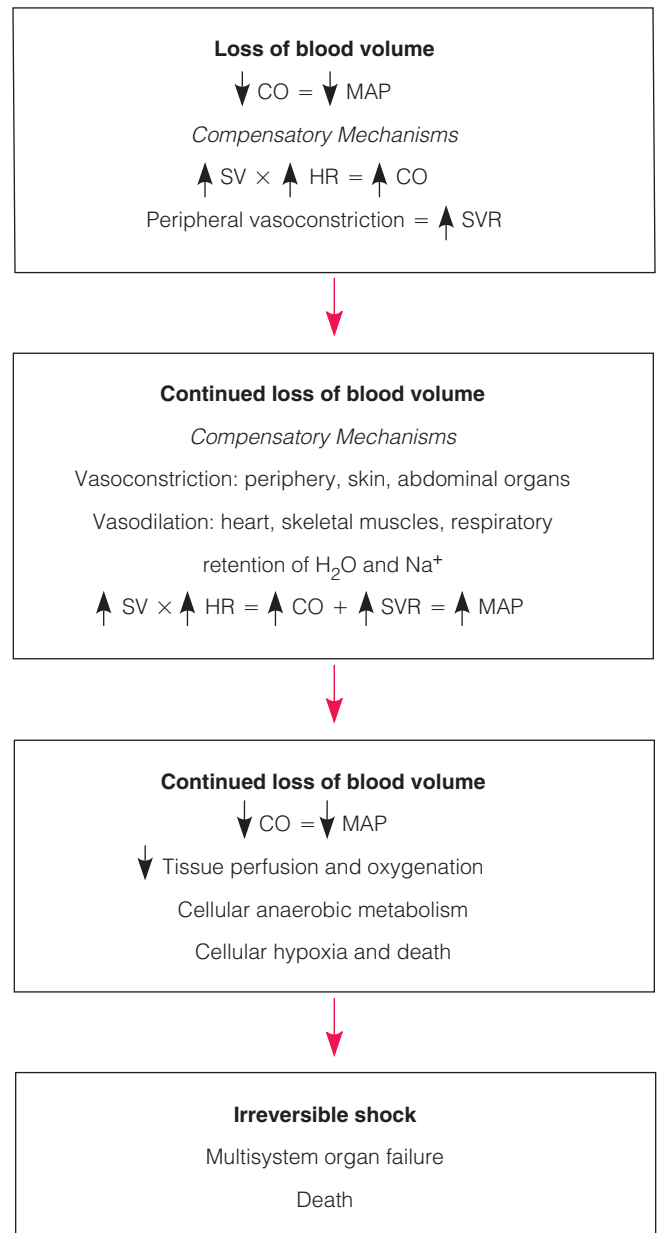 Loss of blood volume
↓ CO = ↓ MAP
Compensatory Mechanisms
↑ SV × ↑ HR = ↑ CO
Peripheral vasoconstriction = ↑ SVR
Continued loss of blood volume
Compensatory Mechanisms
Vasoconstriction: periphery, skin, abdominal organs
Vasodilation: heart, skeletal muscles, respiratory
retention of H₂O and Na⁺
↑ SV × ↑ HR = ↑ CO + ↑ SVR = ↑ MAP
Continued loss of blood volume
↓ CO = ↓ MAP
↓ Tissue perfusion and oxygenation
Cellular anaerobic metabolism
Cellular hypoxia and death
Irreversible shock
Multisystem organ failure
Death